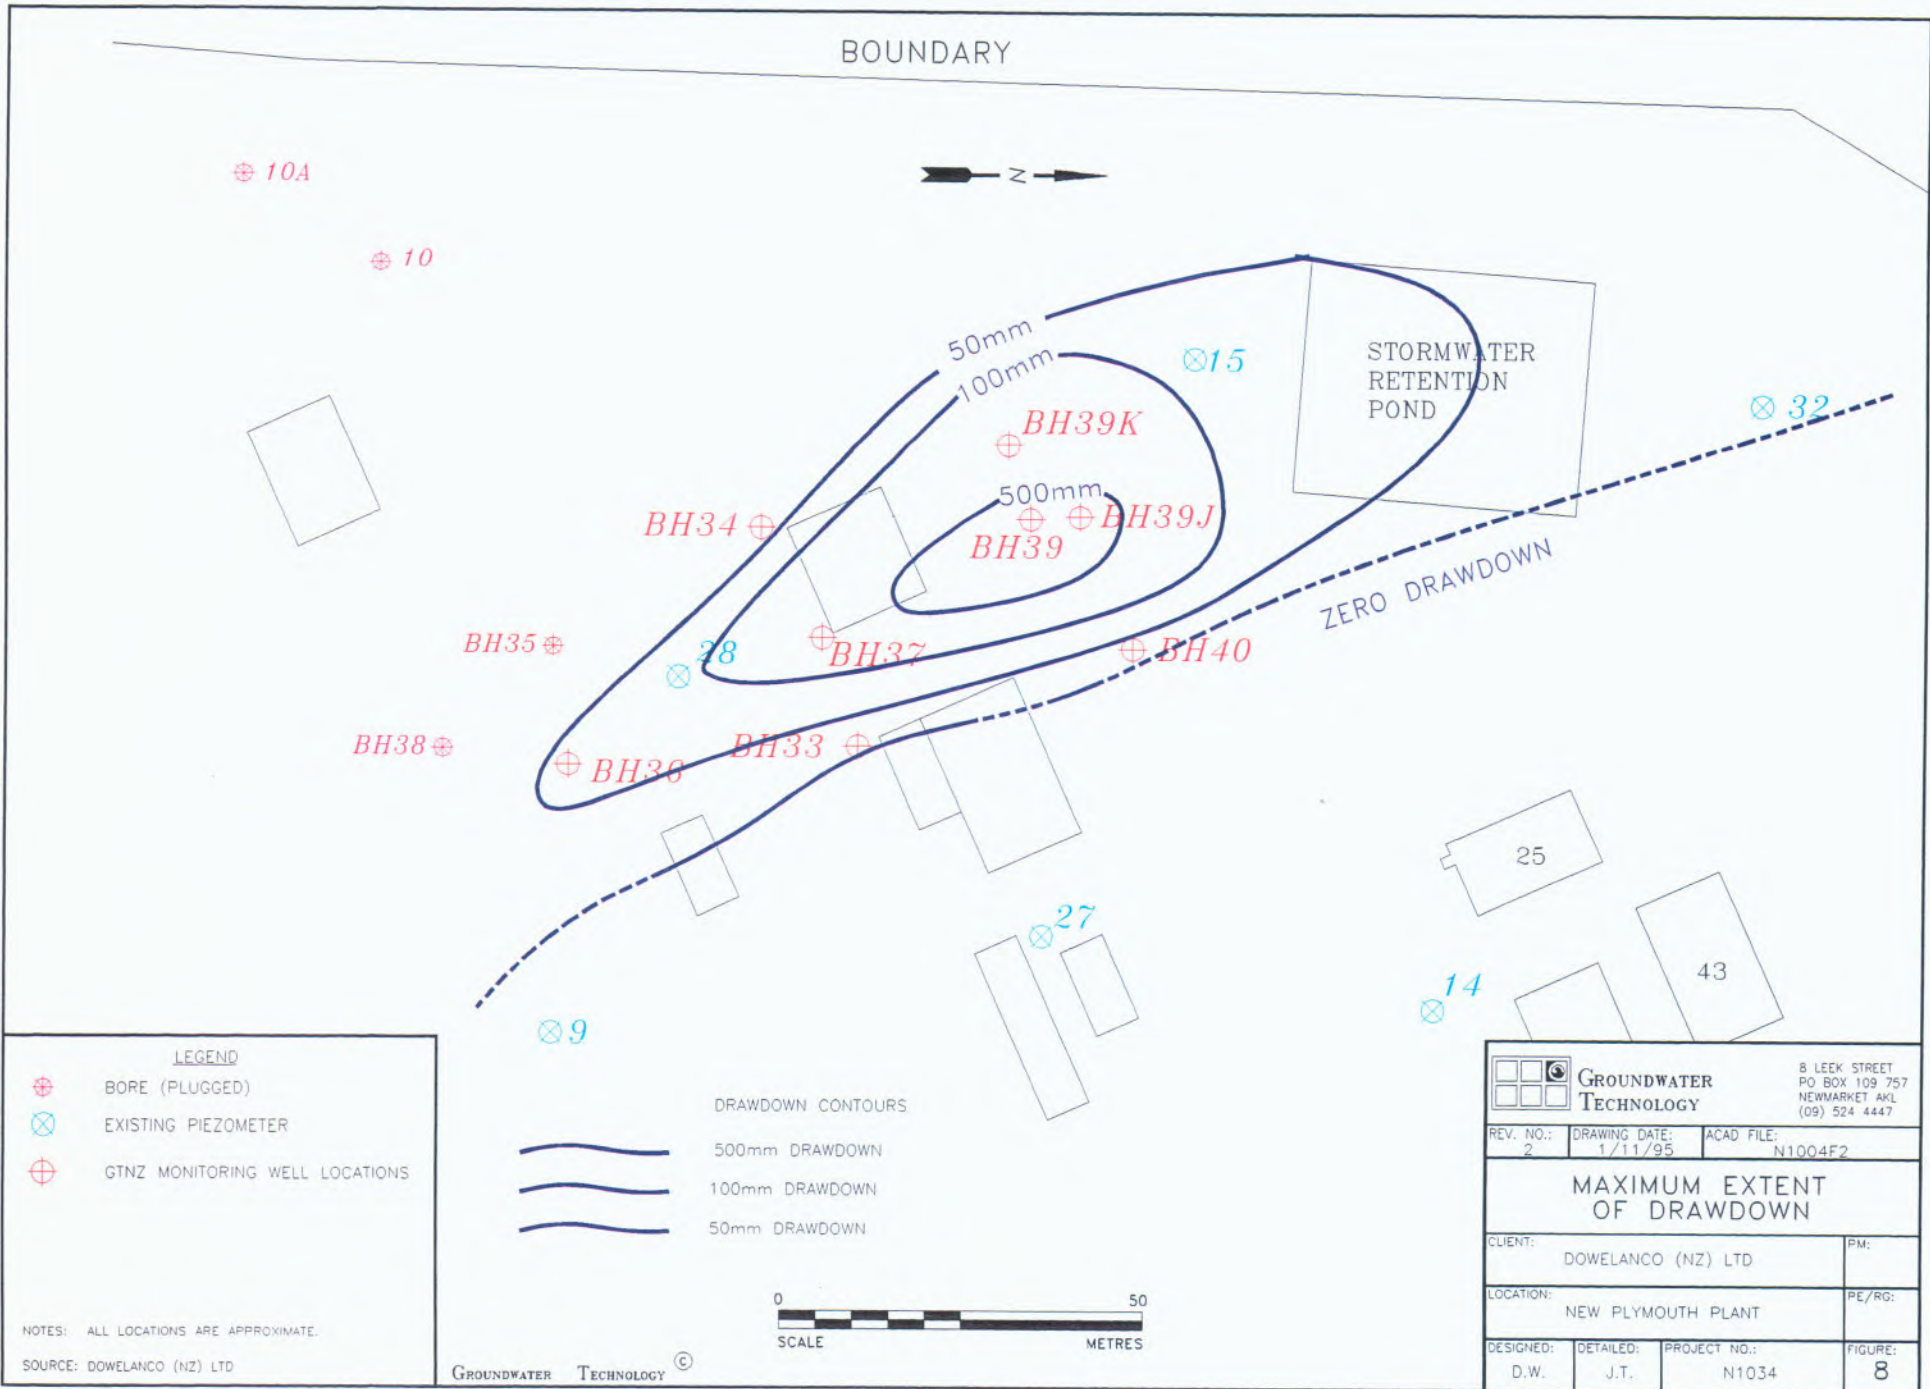 BOUNDARY
10A
10
N
50mm
100mm
15
STORMWATER
RETENTION
POND
32
BH39K
500mm
BH34
BH39
BH39J
ZERO DRAWDOWN
BH35
28
BH37
BH40
BH38
BH36
BH33
25
27
43
14
9
LEGEND
BORE (PLUGGED)
EXISTING PIEZOMETER
GTNZ MONITORING WELL LOCATIONS
NOTES: ALL LOCATIONS ARE APPROXIMATE.
SOURCE: DOWELANCO (NZ) LTD
DRAWDOWN CONTOURS
500mm DRAWDOWN
100mm DRAWDOWN
50mm DRAWDOWN
0 50
SCALE METRES
GROUNDWATER TECHNOLOGY ©
GROUNDWATER
TECHNOLOGY
8 LEEK STREET
PO BOX 109 757
NEWMARKET AKL
(09) 524 4447
REV. NO.: 2
DRAWING DATE: 1/11/95
ACAD FILE: N1004F2
MAXIMUM EXTENT
OF DRAWDOWN
CLIENT: DOWELANCO (NZ) LTD
PM:
LOCATION: NEW PLYMOUTH PLANT
PE/RG:
DESIGNED: D.W.
DETAILED: J.T.
PROJECT NO.: N1034
FIGURE: 8